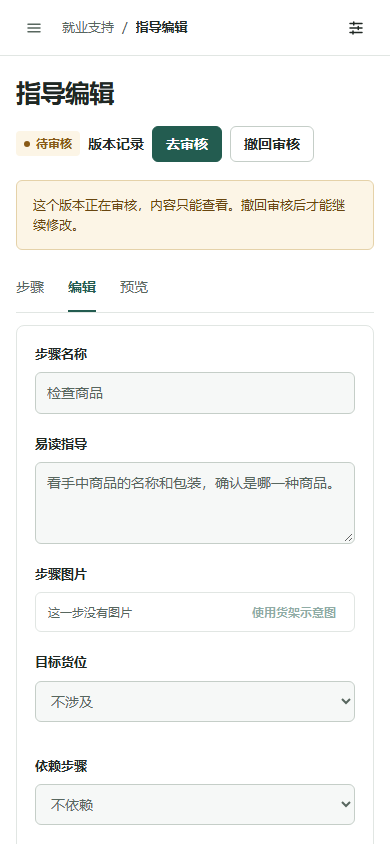 就业支持 / 指导编辑
指导编辑
待审核 版本记录 去审核 撤回审核
这个版本正在审核，内容只能查看。撤回审核后才能继
续修改。
步骤 编辑 预览
步骤名称
检查商品
易读指导
看手中商品的名称和包装，确认是哪一种商品。
步骤图片
这一步没有图片 使用货架示意图
目标货位
不涉及
依赖步骤
不依赖